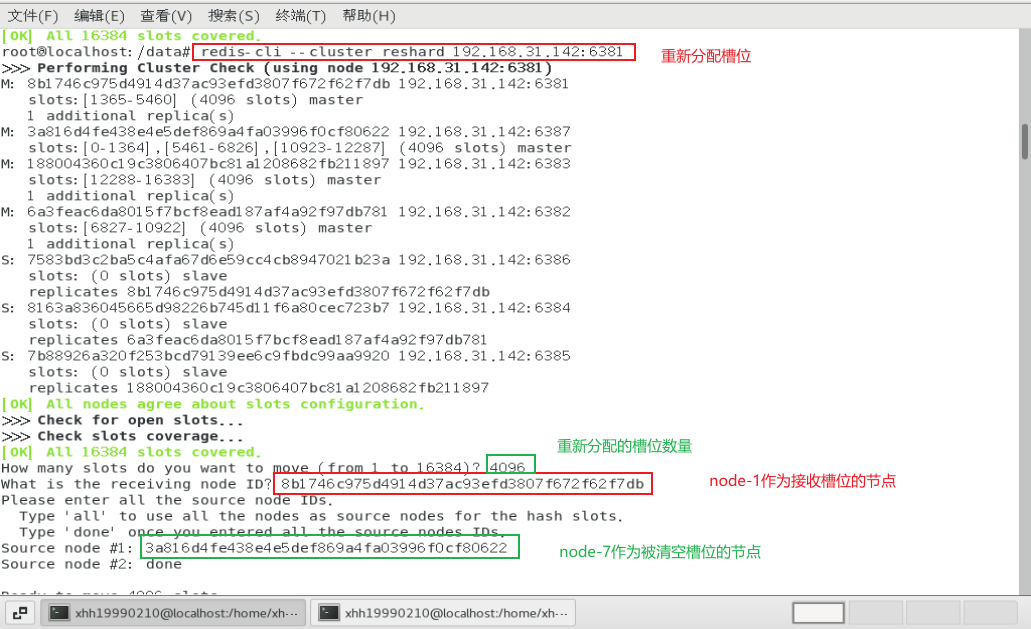 文件(F) 编辑(E) 查看(V) 搜索(S) 终端(T) 帮助(H)
[OK] All 16384 slots covered.
root@localhost:/data# redis-cli --cluster reshard 192.168.31.142:6381
重新分配槽位
>>> Performing Cluster Check (using node 192.168.31.142:6381)
M: 8b1746c975d4914d37ac93efd3807f672f62f7db 192.168.31.142:6381
slots:[1365-5460] (4096 slots) master
1 additional replica(s)
M: 3a816d4fe438e4e5def869a4fa03996f0cf80622 192.168.31.142:6387
slots:[0-1364],[5461-6826],[10923-12287] (4096 slots) master
M: 188004360c19c3806407bc81a1208682fb211897 192.168.31.142:6383
slots:[12288-16383] (4096 slots) master
1 additional replica(s)
M: 6a3feac6da8015f7bcf8ead187af4a92f97db781 192.168.31.142:6382
slots:[6827-10922] (4096 slots) master
1 additional replica(s)
S: 7583bd3c2ba5c4afa67d6e59cc4cb8947021b23a 192.168.31.142:6386
slots: (0 slots) slave
replicates 8b1746c975d4914d37ac93efd3807f672f62f7db
S: 8163a836045665d98226b745d11f6a80cec723b7 192.168.31.142:6384
slots: (0 slots) slave
replicates 6a3feac6da8015f7bcf8ead187af4a92f97db781
S: 7b88926a320f253bcd79139ee6c9fbdc99aa9920 192.168.31.142:6385
slots: (0 slots) slave
replicates 188004360c19c3806407bc81a1208682fb211897
[OK] All nodes agree about slots configuration.
>>> Check for open slots...
>>> Check slots coverage...
[OK] All 16384 slots covered.
重新分配的槽位数量
How many slots do you want to move (from 1 to 16384)? 4096
What is the receiving node ID? 8b1746c975d4914d37ac93efd3807f672f62f7db
node-1作为接收槽位的节点
Please enter all the source node IDs.
Type 'all' to use all the nodes as source nodes for the hash slots.
Type 'done' once you entered all the source nodes IDs.
Source node #1: 3a816d4fe438e4e5def869a4fa03996f0cf80622
node-7作为被清空槽位的节点
Source node #2: done
Ready to move 4096 slots.
xhh19990210@localhost:/home/xh··· xhh19990210@localhost:/home/xh···